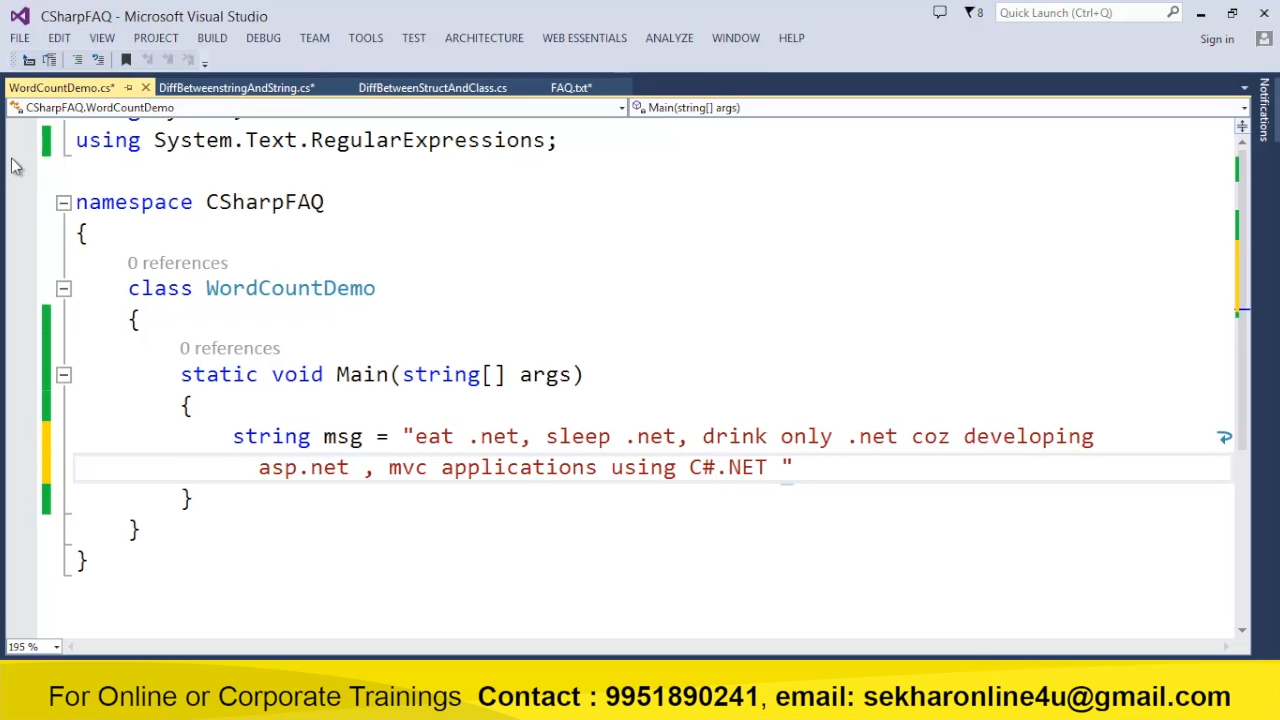 CSharpFAQ - Microsoft Visual Studio
8
Quick Launch (Ctrl+Q)
FILE EDIT VIEW PROJECT BUILD DEBUG TEAM TOOLS TEST ARCHITECTURE WEB ESSENTIALS ANALYZE WINDOW HELP
Sign in
WordCountDemo.cs* DiffBetweenstringAndString.cs* DiffBetweenStructAndClass.cs FAQ.txt*
Notifications
CSharpFAQ.WordCountDemo Main(string[] args)
using System.Text.RegularExpressions;
namespace CSharpFAQ
{
0 references
class WordCountDemo
{
0 references
static void Main(string[] args)
{
string msg = "eat .net, sleep .net, drink only .net coz developing
asp.net , mvc applications using C#.NET "
}
}
}
195 %
For Online or Corporate Trainings Contact : 9951890241, email: sekharonline4u@gmail.com